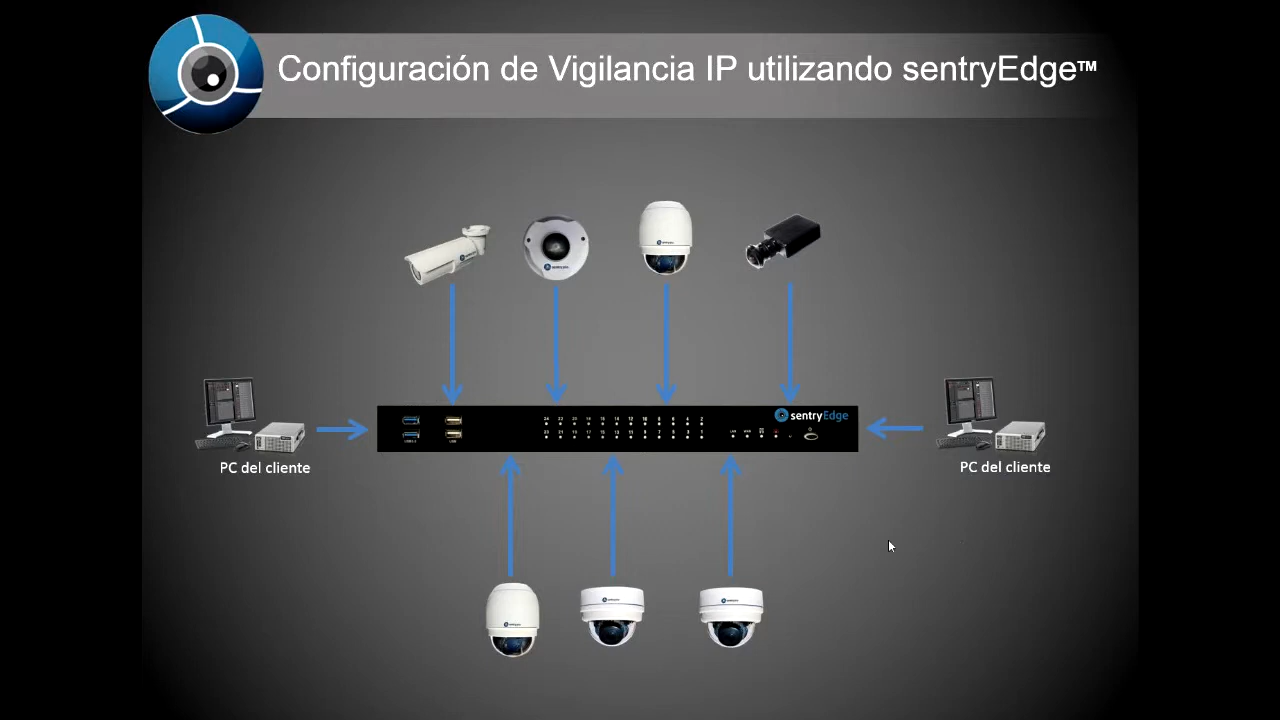 Configuración de Vigilancia IP utilizando sentryEdge™
sentryEdge
PC del cliente
PC del cliente